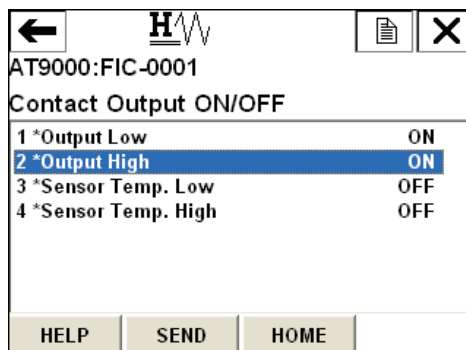 H
AT9000:FIC-0001
Contact Output ON/OFF
1 *Output Low ON
2 *Output High ON
3 *Sensor Temp. Low OFF
4 *Sensor Temp. High OFF
HELP SEND HOME